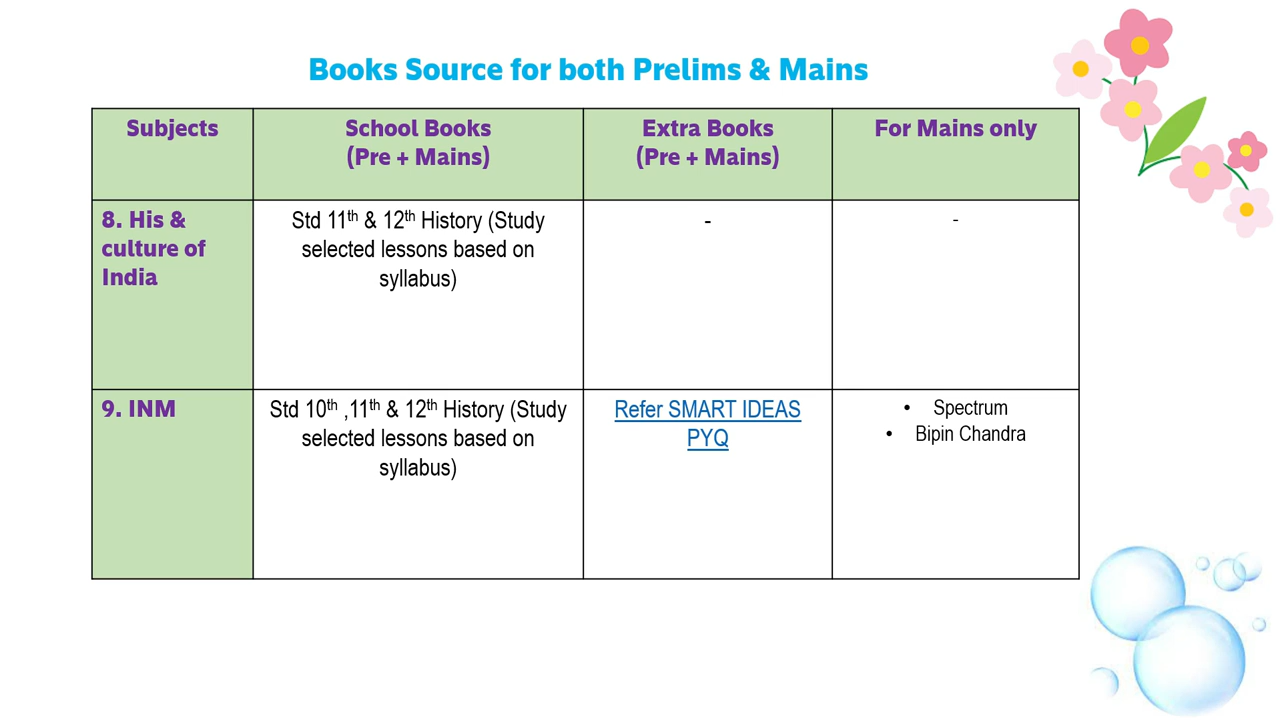 Books Source for both Prelims & Mains
Subjects
School Books
(Pre + Mains)
Extra Books
(Pre + Mains)
For Mains only
8. His &
culture of
India
Std 11th & 12th History (Study
selected lessons based on
syllabus)
-
-
9. INM
Std 10th ,11th & 12th History (Study
selected lessons based on
syllabus)
Refer SMART IDEAS
PYQ
• Spectrum
• Bipin Chandra